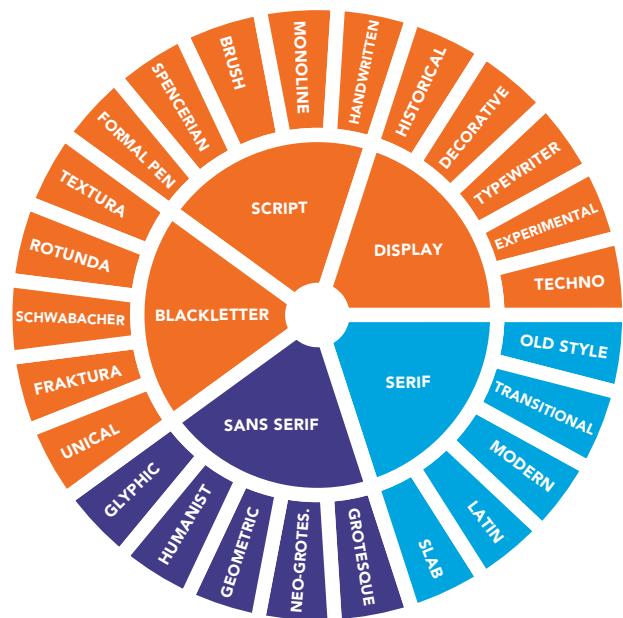 MONOLINE
HANDWRITTEN
HISTORICAL
DECORATIVE
TYPEWRITER
EXPERIMENTAL
TECHNO
OLD STYLE
TRANSITIONAL
MODERN
LATIN
SLAB
GROTESQUE
NEO-GROTES.
GEOMETRIC
HUMANIST
GLYPHIC
UNICAL
FRAKTURA
SCHWABACHER
ROTUNDA
TEXTURA
FORMAL PEN
SPENCERIAN
BRUSH
SCRIPT
DISPLAY
SERIF
SANS SERIF
BLACKLETTER